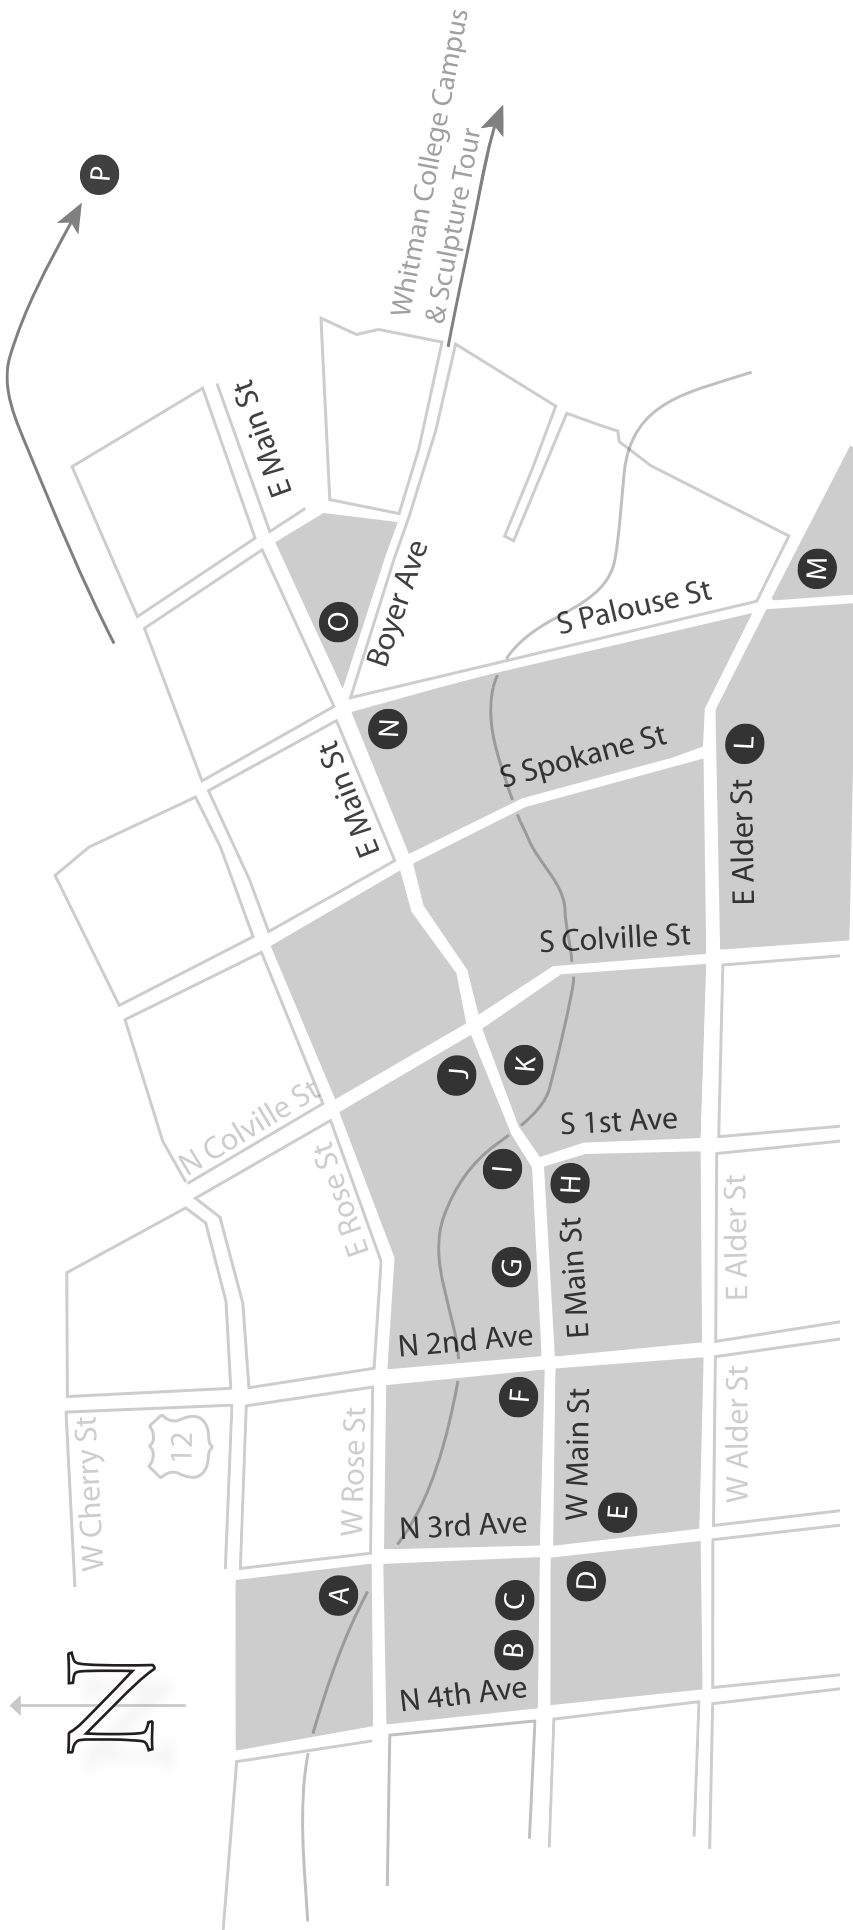 P
Whitman College Campus
& Sculpture Tour
E Main St
O
Boyer Ave
M
S Palouse St
N
E Main St
S Spokane St
L
E Alder St
S Colville St
J
K
N Colville St
E Rose St
S 1st Ave
I
H
G
E Main St
E Alder St
N 2nd Ave
F
W Main St
W Alder St
W Cherry St
12
W Rose St
N 3rd Ave
E
A
C
D
B
N 4th Ave
N